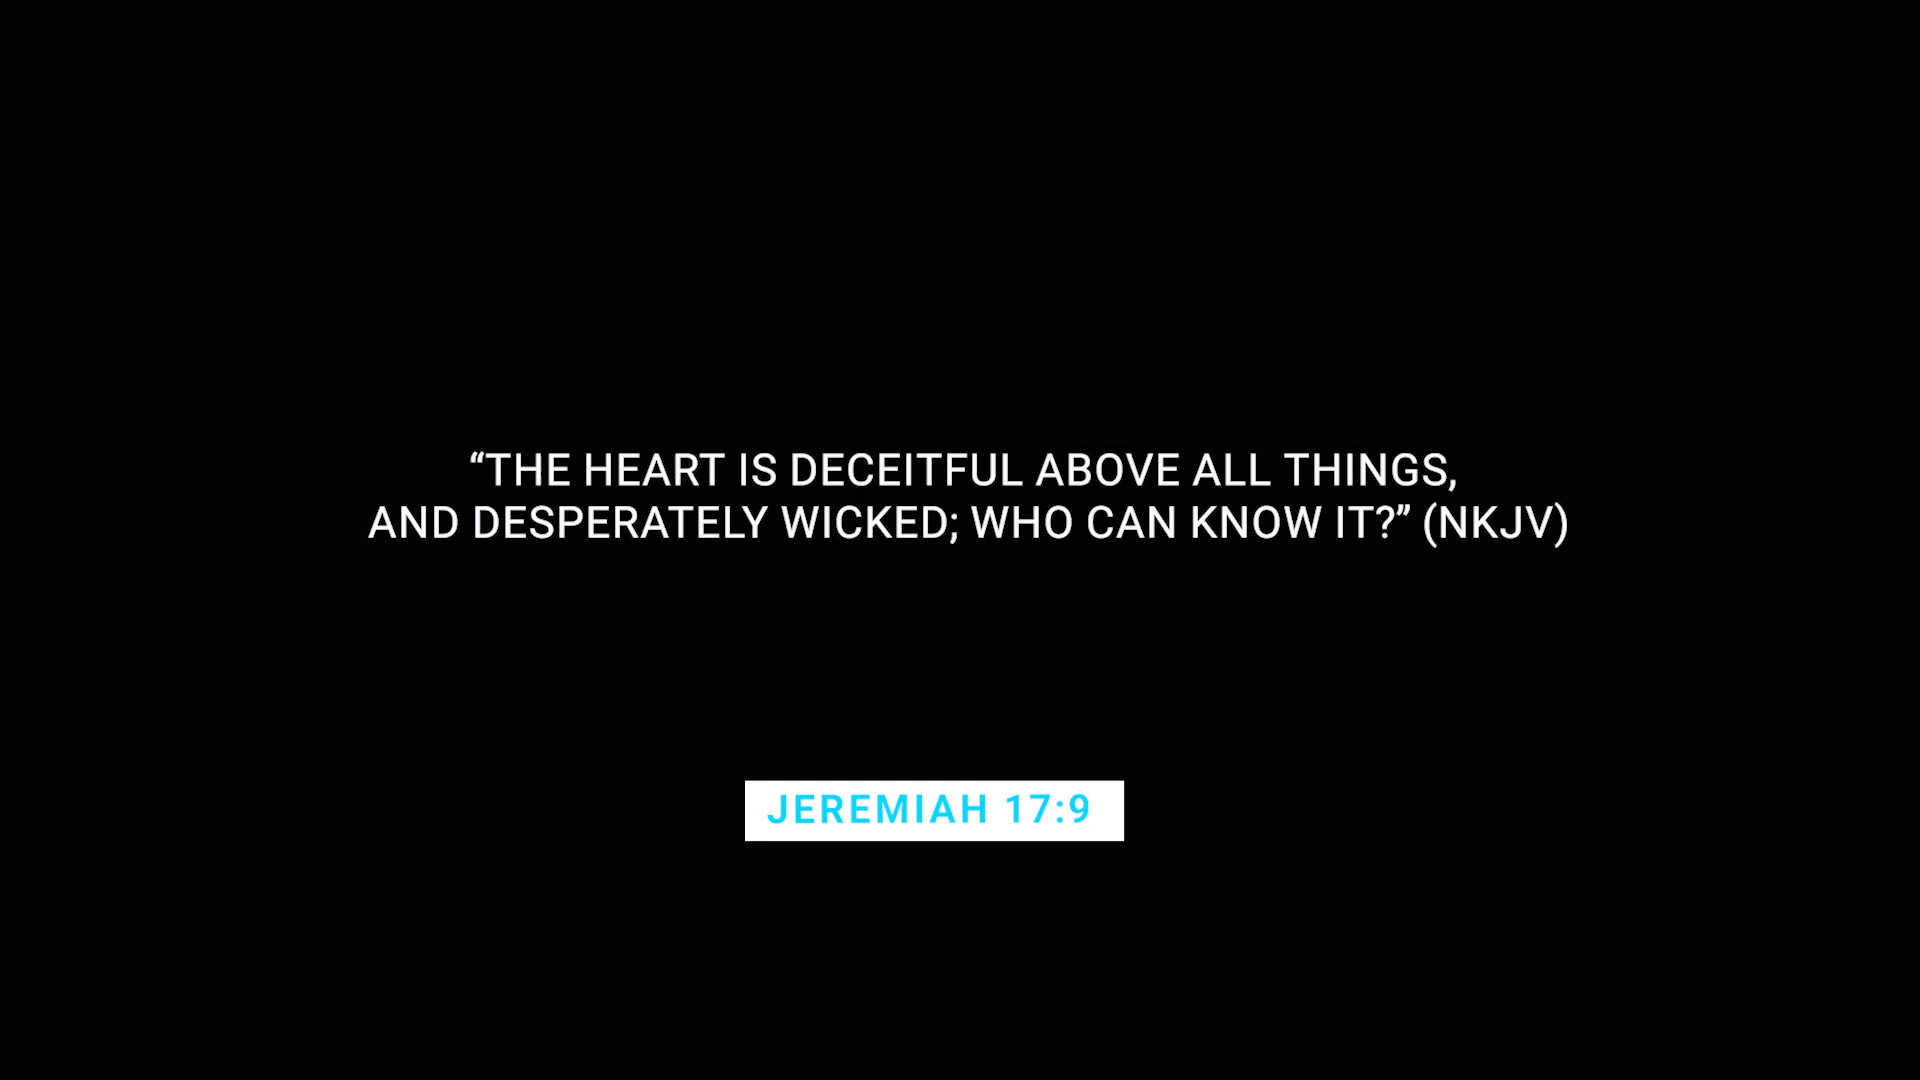 “THE HEART IS DECEITFUL ABOVE ALL THINGS,
AND DESPERATELY WICKED; WHO CAN KNOW IT?” (NKJV)
JEREMIAH 17:9